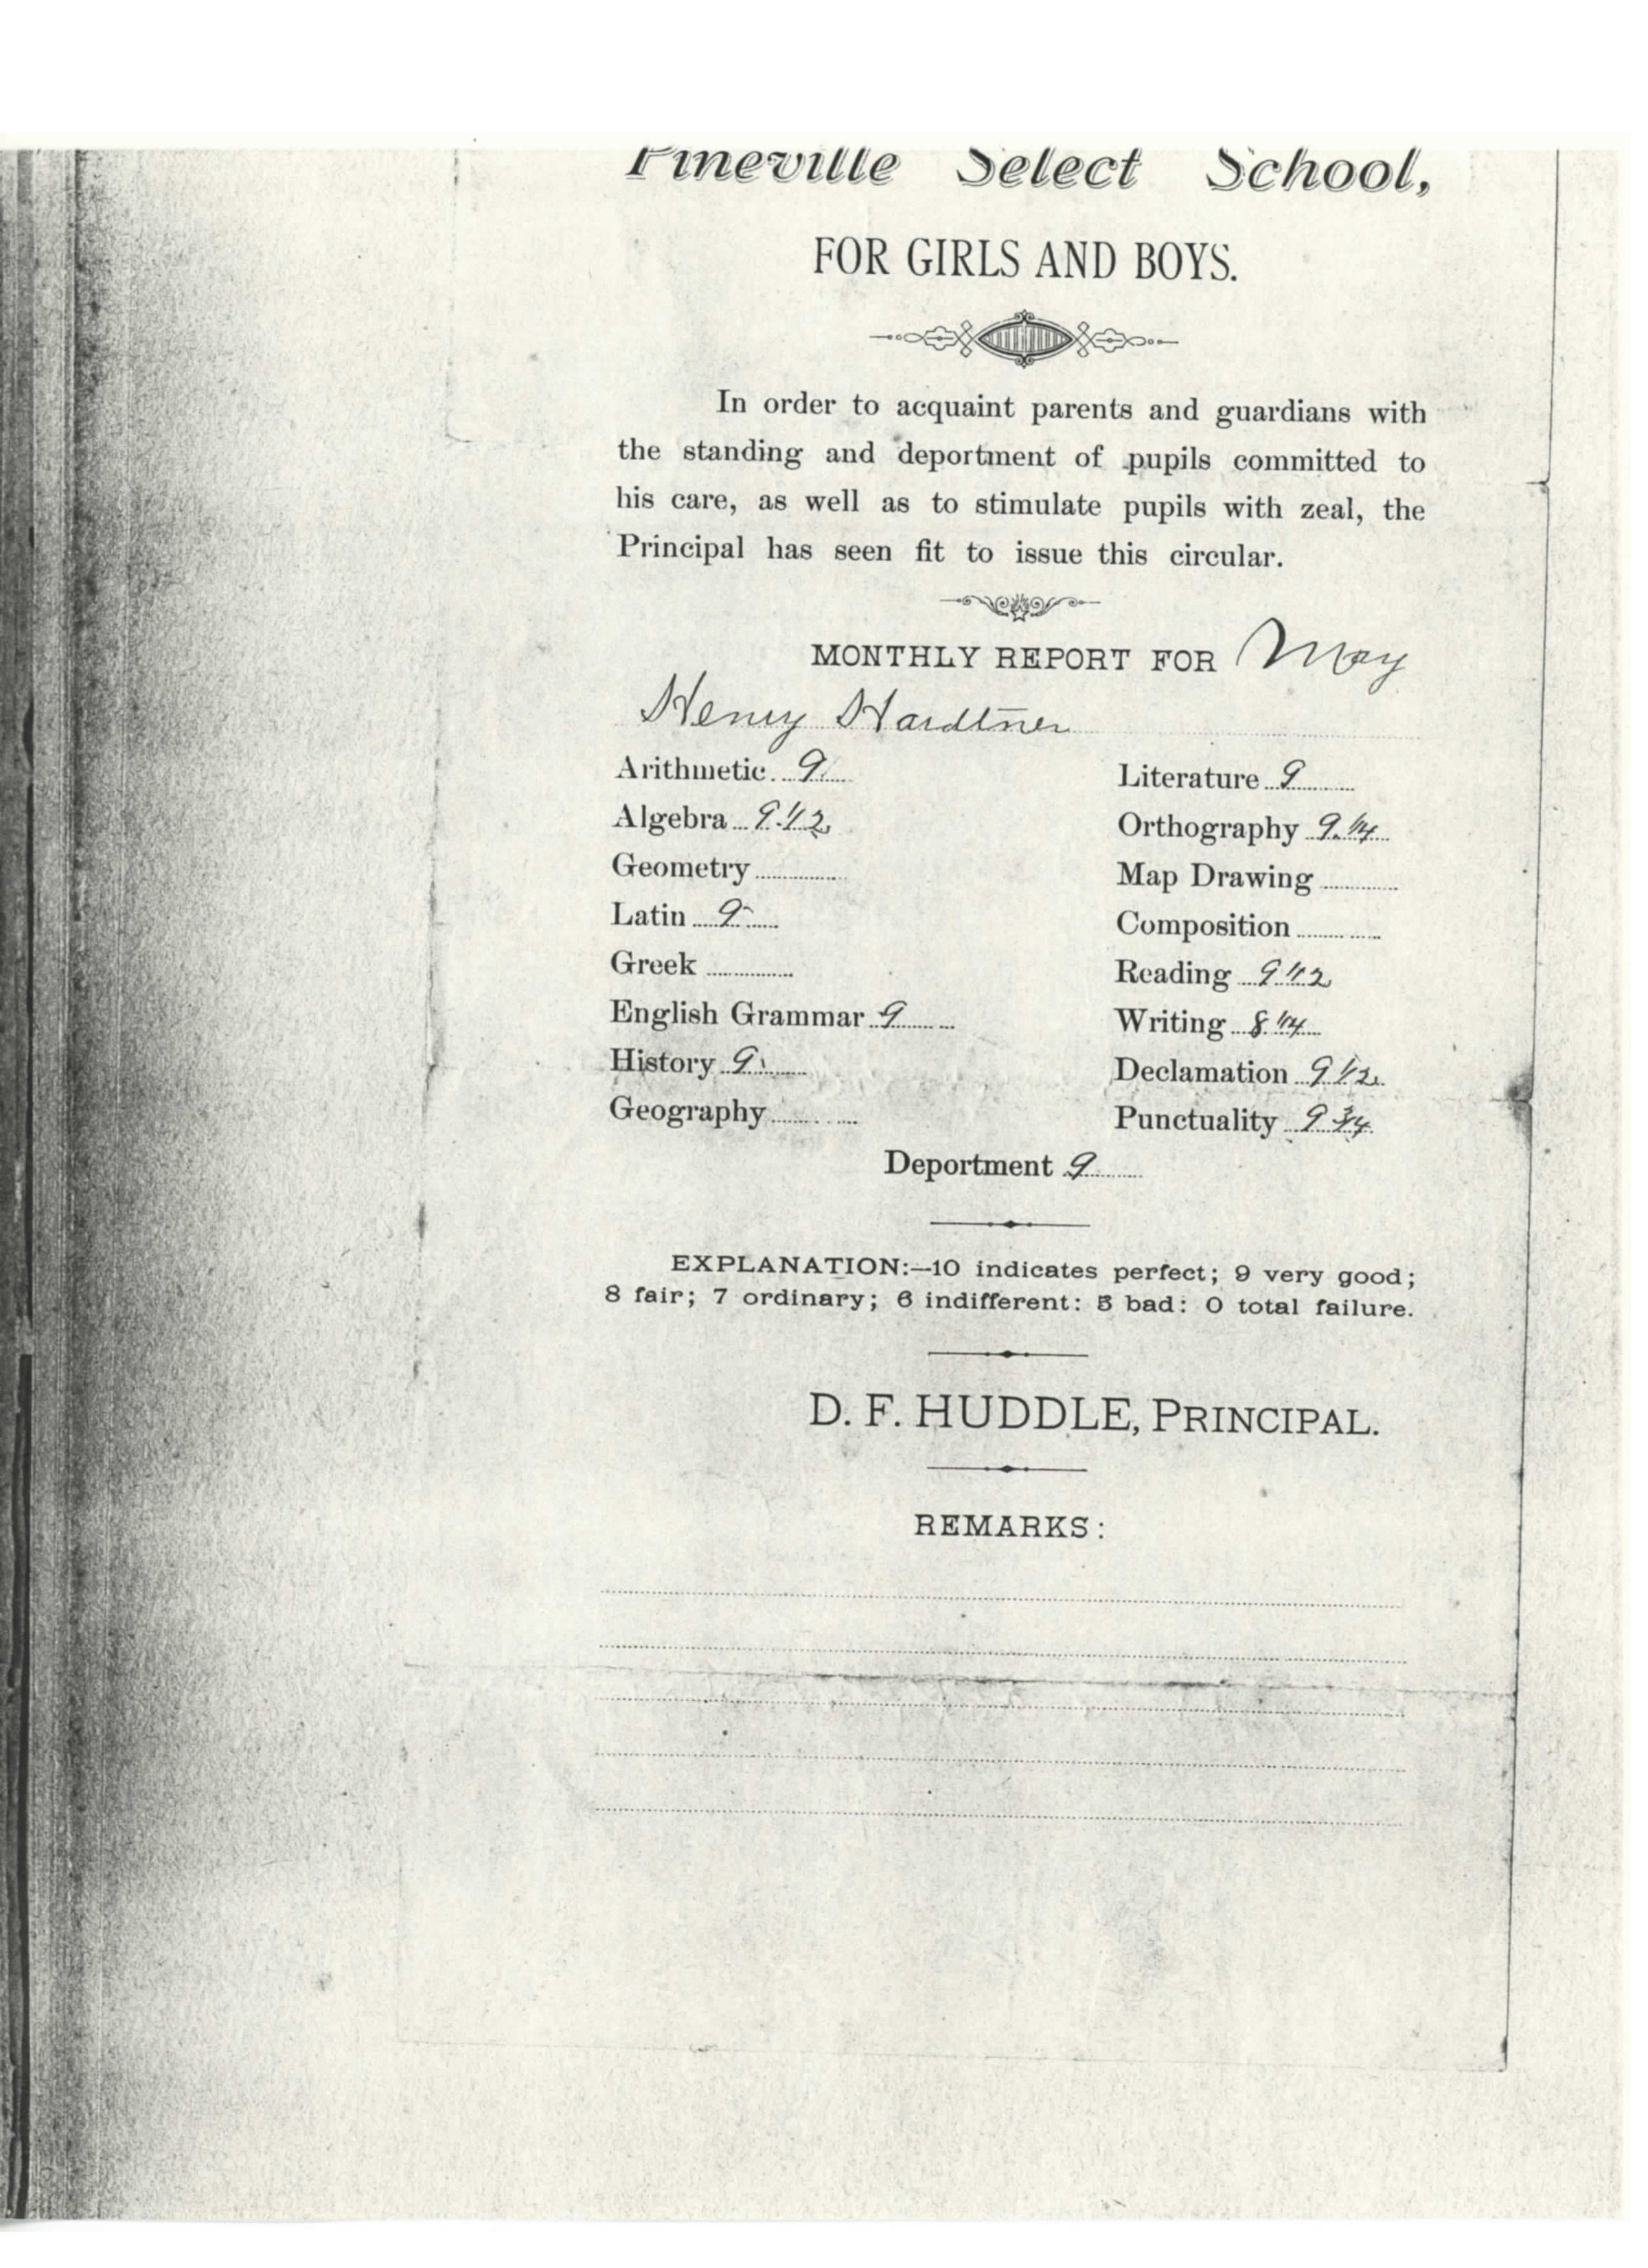 Pineville Select School,
FOR GIRLS AND BOYS.
In order to acquaint parents and guardians with
the standing and deportment of pupils committed to
his care, as well as to stimulate pupils with zeal, the
Principal has seen fit to issue this circular.
MONTHLY REPORT FOR May
Henry Hardtner
Arithmetic 9
Literature 9
Algebra 9 1/2
Orthography 9 1/4
Geometry
Map Drawing
Latin 9
Composition
Greek
Reading 9 1/2
English Grammar 9
Writing 8 1/4
History 9
Declamation 9 1/2
Geography
Punctuality 9 3/4
Deportment 9
EXPLANATION:—10 indicates perfect; 9 very good;
8 fair; 7 ordinary; 6 indifferent: 5 bad: 0 total failure.
D. F. HUDDLE, PRINCIPAL.
REMARKS: